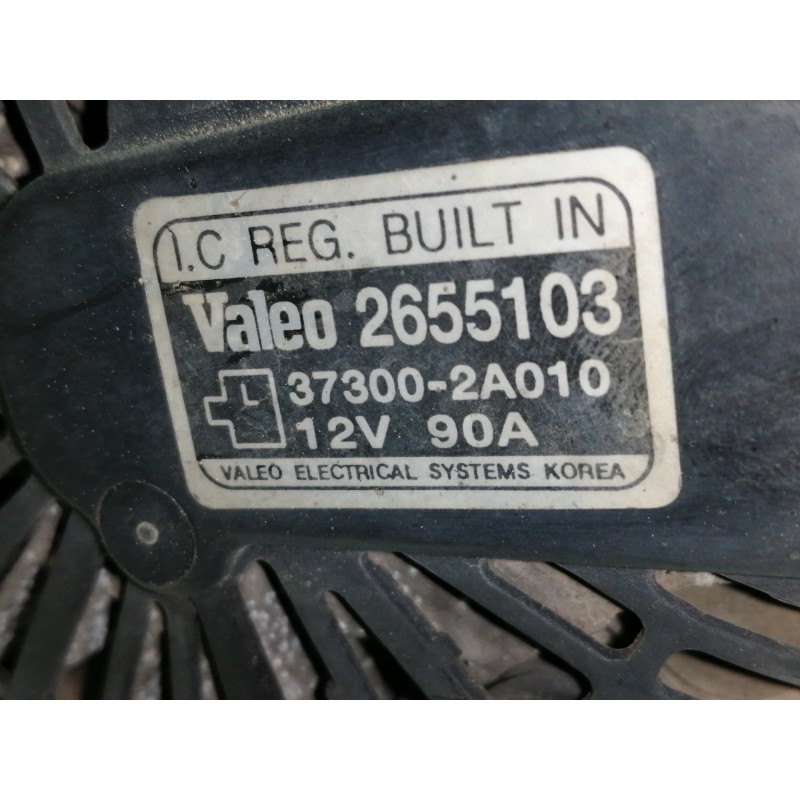 I.C REG. BUILT IN
Valeo 2655103
L 37300-2A010
12V 90A
VALEO ELECTRICAL SYSTEMS KOREA